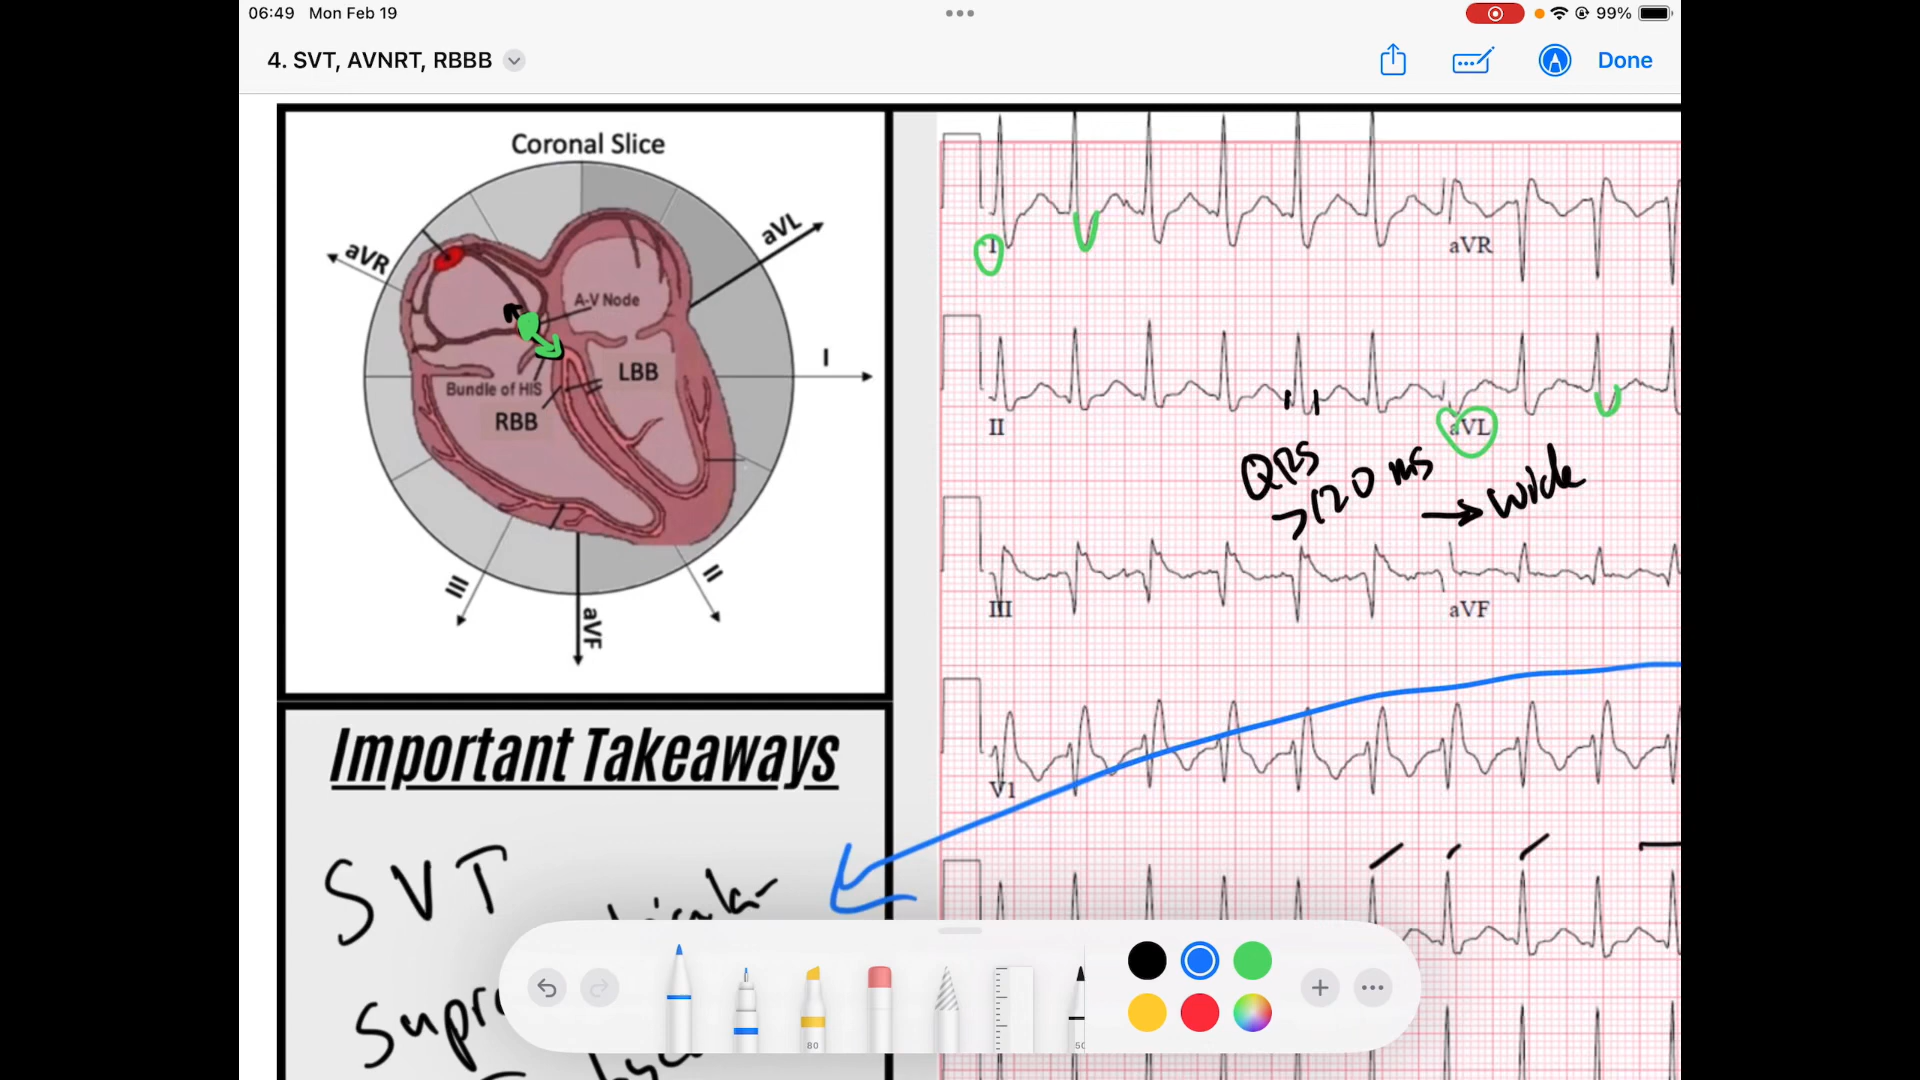 06:49 Mon Feb 19
99%
4. SVT, AVNRT, RBBB
Done
Coronal Slice
aVR
aVL
A-V Node
I
LBB
Bundle of HIS
RBB
III
aVF
II
I
aVR
II
aVL
QRS
>120 ms
→ wide
III
aVF
V1
Important Takeaways
SVT
80